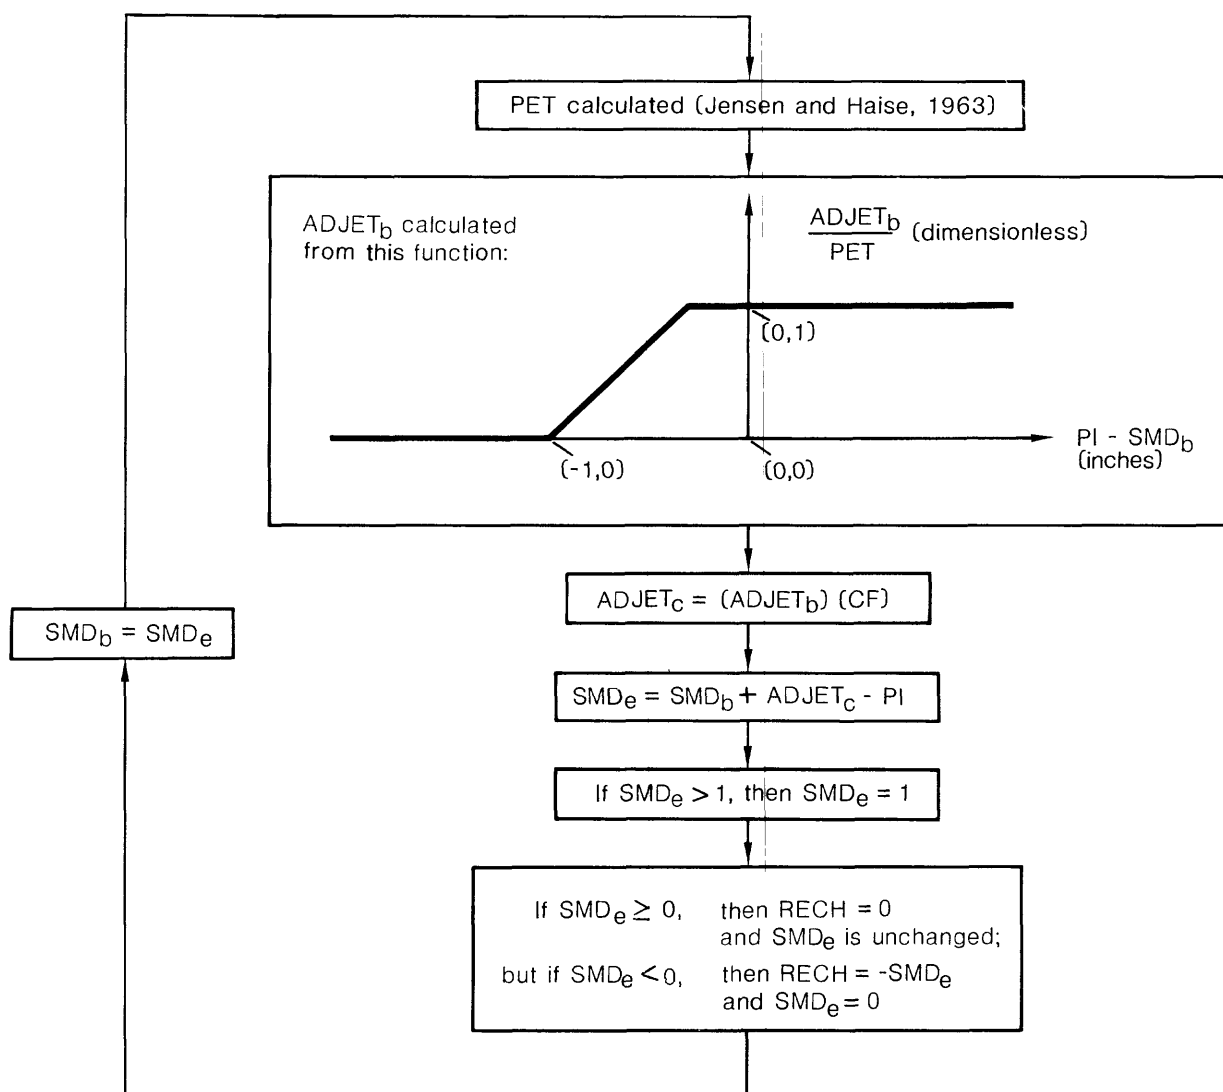 PET calculated (Jensen and Haise, 1963)
ADJETb calculated
from this function:
ADJETb
PET
(dimensionless)
(0,1)
(-1,0)
(0,0)
PI - SMDb
(inches)
ADJETc = (ADJETb) (CF)
SMDb = SMDe
SMDe = SMDb + ADJETc - PI
If SMDe > 1, then SMDe = 1
If SMDe ≥ 0, then RECH = 0
and SMDe is unchanged;
but if SMDe < 0, then RECH = -SMDe
and SMDe = 0